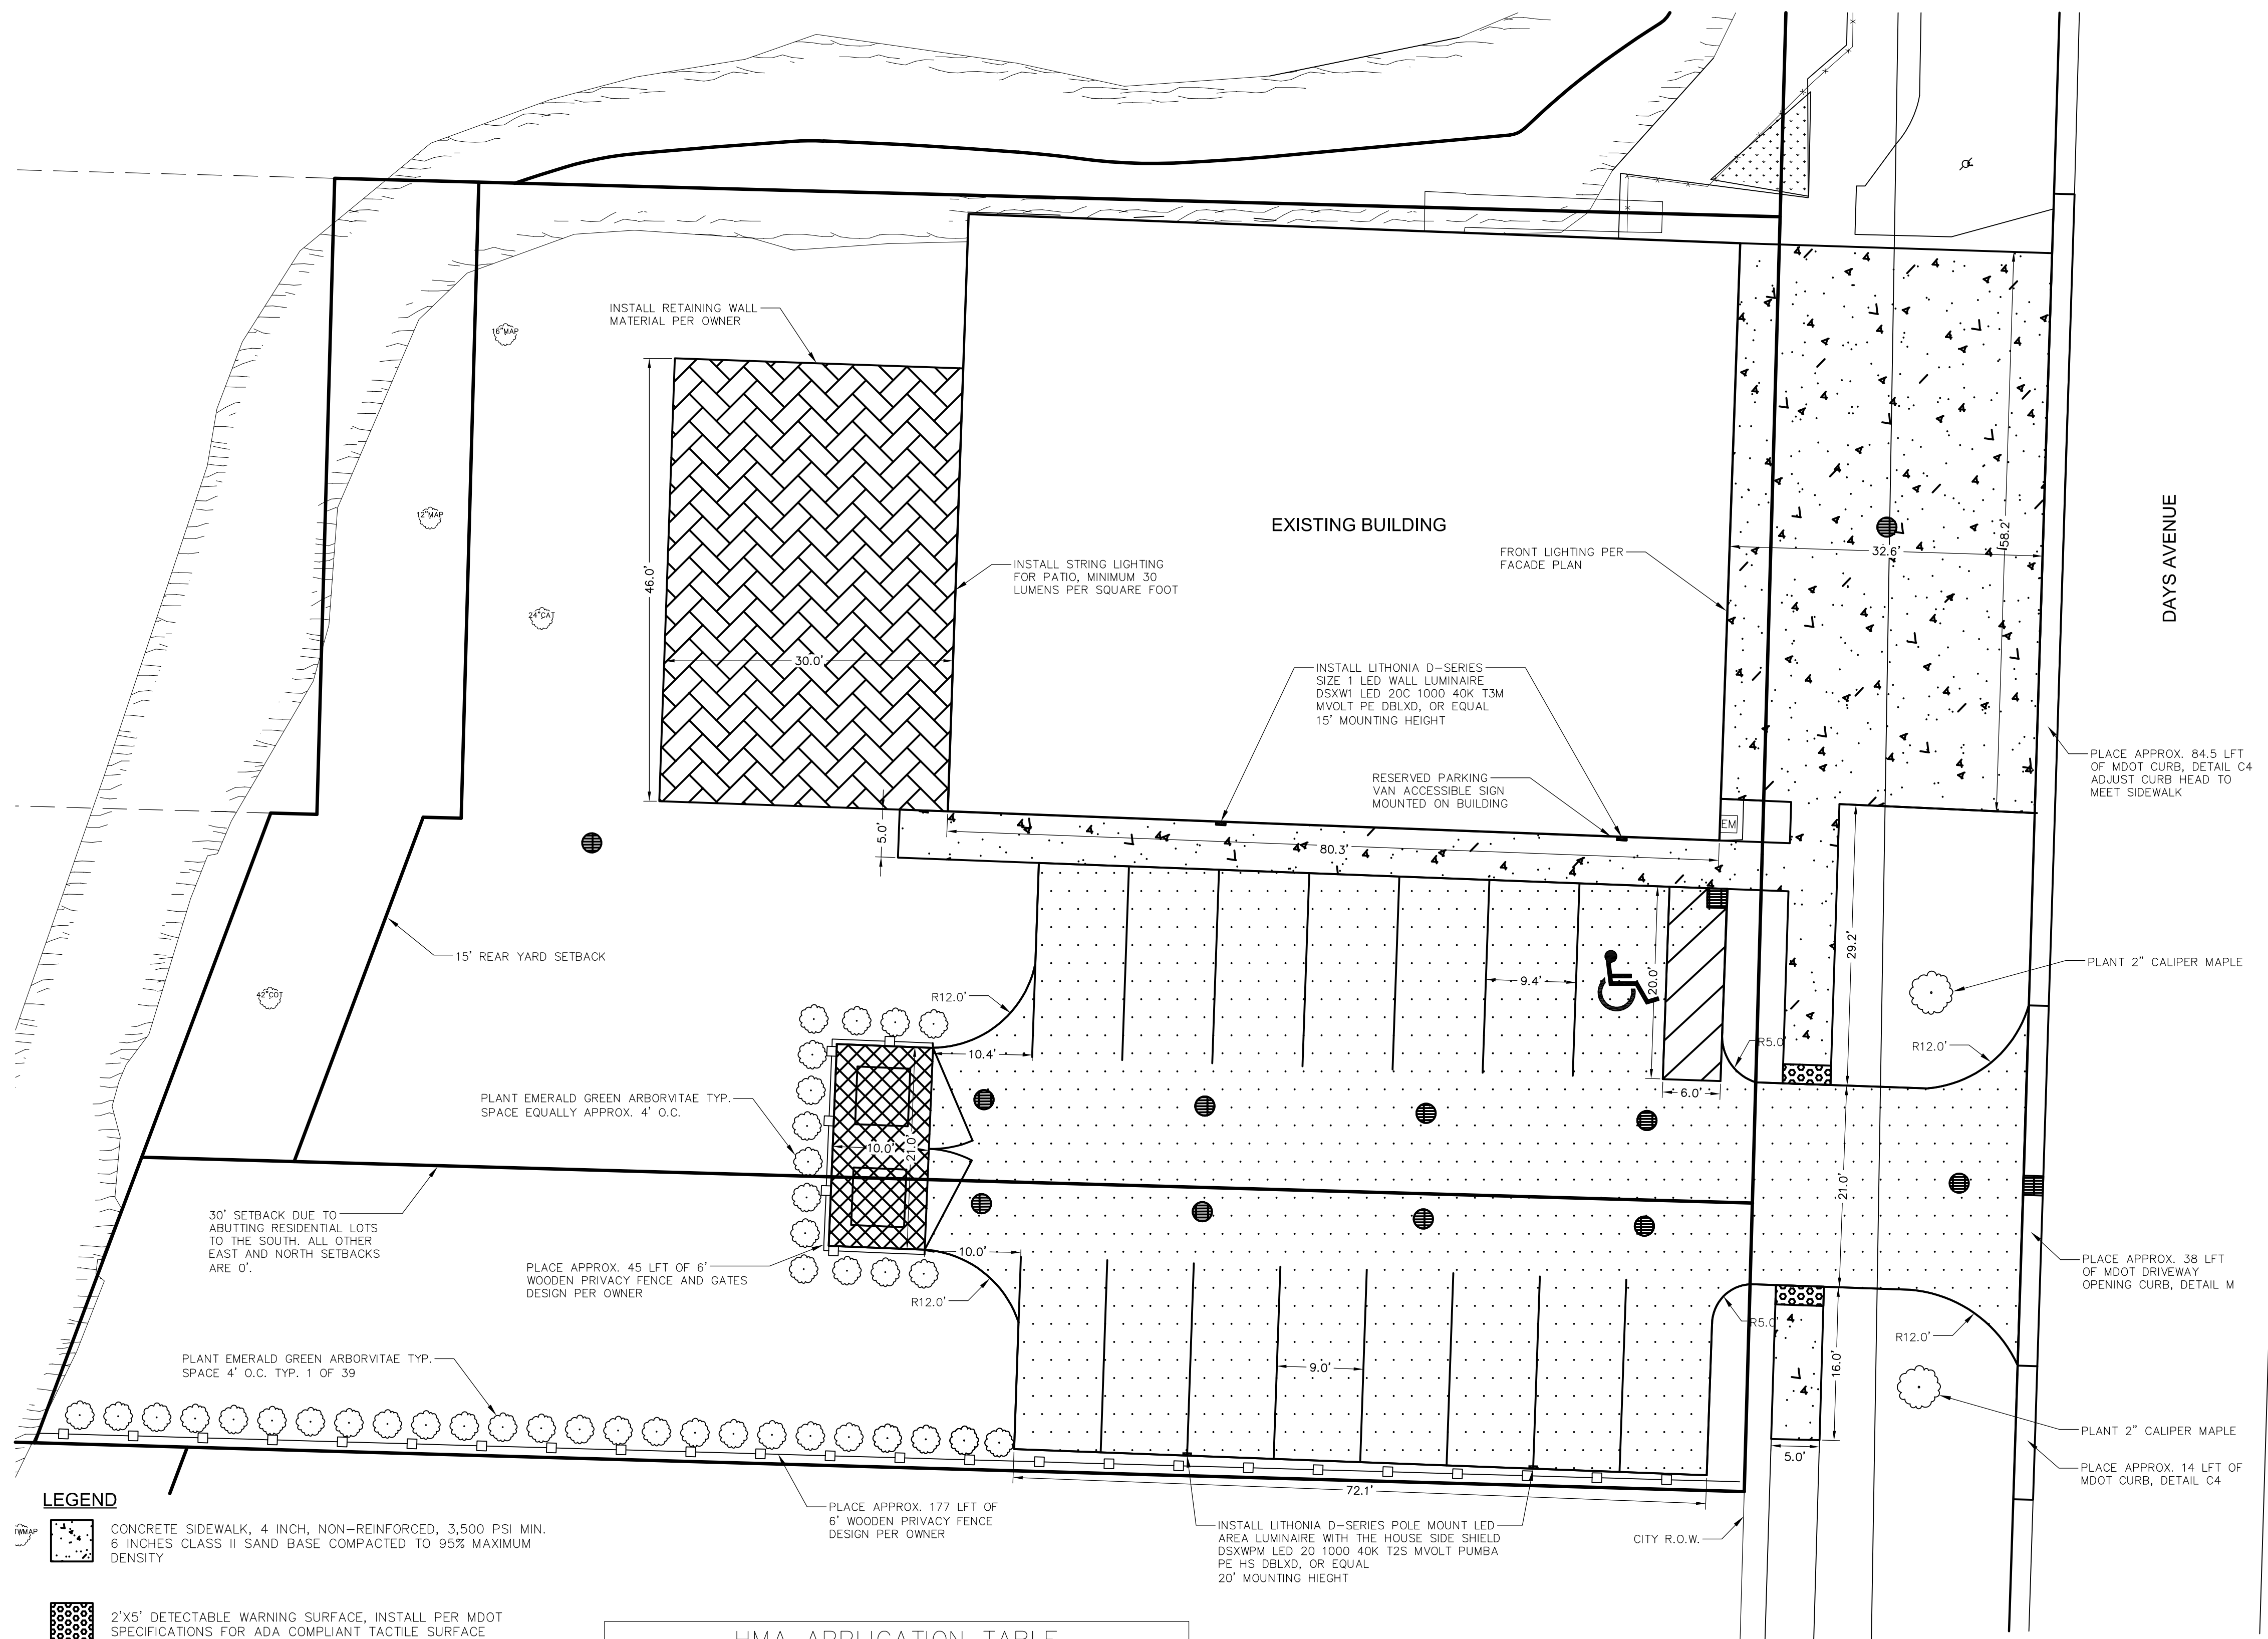 16"MAP
INSTALL RETAINING WALL
MATERIAL PER OWNER
12"MAP
24"CAT
46.0'
30.0'
INSTALL STRING LIGHTING
FOR PATIO, MINIMUM 30
LUMENS PER SQUARE FOOT
EXISTING BUILDING
FRONT LIGHTING PER
FACADE PLAN
32.6'
58.2'
DAYS AVENUE
INSTALL LITHONIA D-SERIES
SIZE 1 LED WALL LUMINAIRE
DSXW1 LED 20C 1000 40K T3M
MVOLT PE DBLXD, OR EQUAL
15' MOUNTING HEIGHT
RESERVED PARKING
VAN ACCESSIBLE SIGN
MOUNTED ON BUILDING
PLACE APPROX. 84.5 LFT
OF MDOT CURB, DETAIL C4
ADJUST CURB HEAD TO
MEET SIDEWALK
EM
5.0'
80.3'
15' REAR YARD SETBACK
42"COT
R12.0'
10.4'
9.4'
20.0'
6.0'
R5.0'
29.2'
R12.0'
PLANT 2" CALIPER MAPLE
PLANT EMERALD GREEN ARBORVITAE TYP.
SPACE EQUALLY APPROX. 4' O.C.
10.0'
21.0'
21.0'
30' SETBACK DUE TO
ABUTTING RESIDENTIAL LOTS
TO THE SOUTH. ALL OTHER
EAST AND NORTH SETBACKS
ARE 0'.
PLACE APPROX. 45 LFT OF 6'
WOODEN PRIVACY FENCE AND GATES
DESIGN PER OWNER
10.0'
R12.0'
PLACE APPROX. 38 LFT
OF MDOT DRIVEWAY
OPENING CURB, DETAIL M
R5.0'
R12.0'
16.0'
9.0'
PLANT EMERALD GREEN ARBORVITAE TYP.
SPACE 4' O.C. TYP. 1 OF 39
PLANT 2" CALIPER MAPLE
5.0'
PLACE APPROX. 14 LFT OF
MDOT CURB, DETAIL C4
72.1'
PLACE APPROX. 177 LFT OF
6' WOODEN PRIVACY FENCE
DESIGN PER OWNER
INSTALL LITHONIA D-SERIES POLE MOUNT LED
AREA LUMINAIRE WITH THE HOUSE SIDE SHIELD
DSXWPM LED 20 1000 40K T2S MVOLT PUMBA
PE HS DBLXD, OR EQUAL
20' MOUNTING HIEGHT
CITY R.O.W.
LEGEND
CONCRETE SIDEWALK, 4 INCH, NON-REINFORCED, 3,500 PSI MIN.
6 INCHES CLASS II SAND BASE COMPACTED TO 95% MAXIMUM
DENSITY
2'X5' DETECTABLE WARNING SURFACE, INSTALL PER MDOT
SPECIFICATIONS FOR ADA COMPLIANT TACTILE SURFACE
HMA APPLICATION TABLE